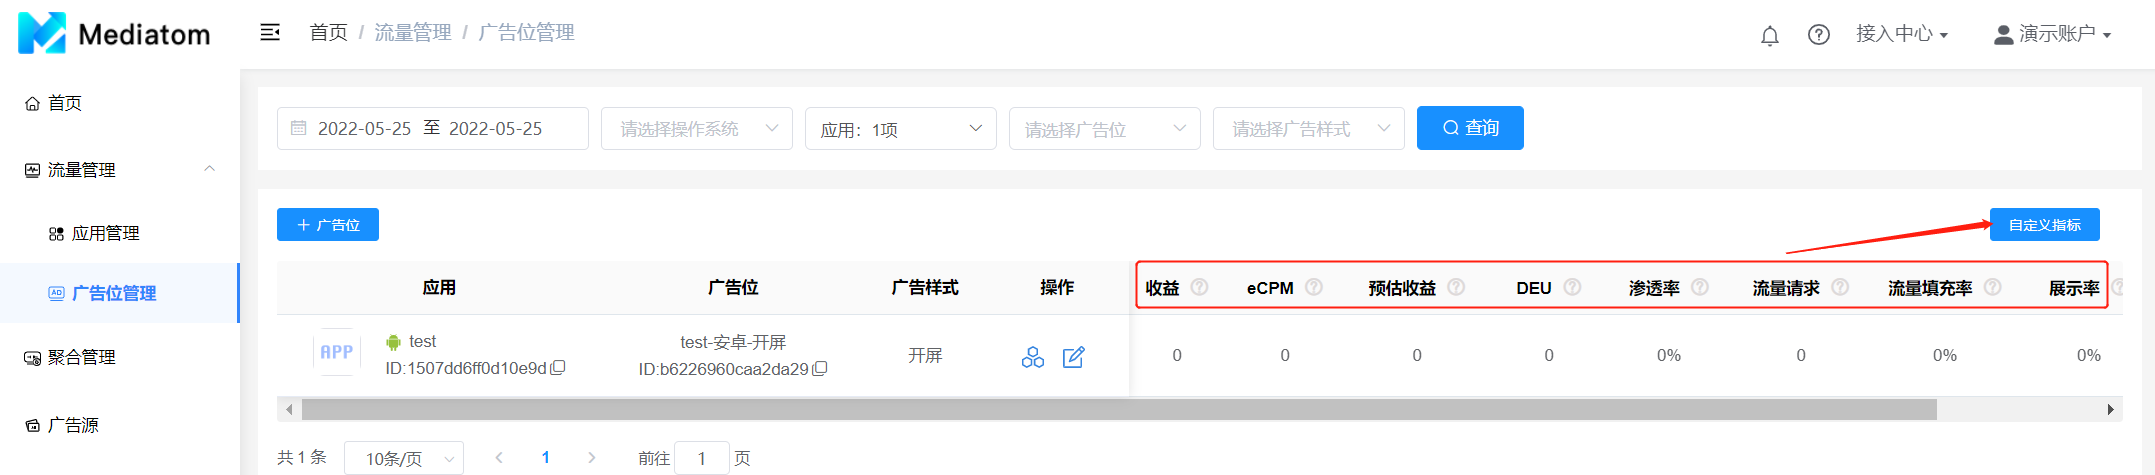 Mediatom
首页 / 流量管理 / 广告位管理
接入中心
演示账户
首页
流量管理
应用管理
广告位管理
聚合管理
广告源
2022-05-25 至 2022-05-25
请选择操作系统
应用：1项
请选择广告位
请选择广告样式
查询
+ 广告位
自定义指标
应用 广告位 广告样式 操作 收益 eCPM 预估收益 DEU 渗透率 流量请求 流量填充率 展示率
APP
test
ID:1507dd6ff0d10e9d
test-安卓-开屏
ID:b6226960caa2da29
开屏
0 0 0 0 0% 0 0% 0%
共 1 条 10条/页 1 前往 1 页